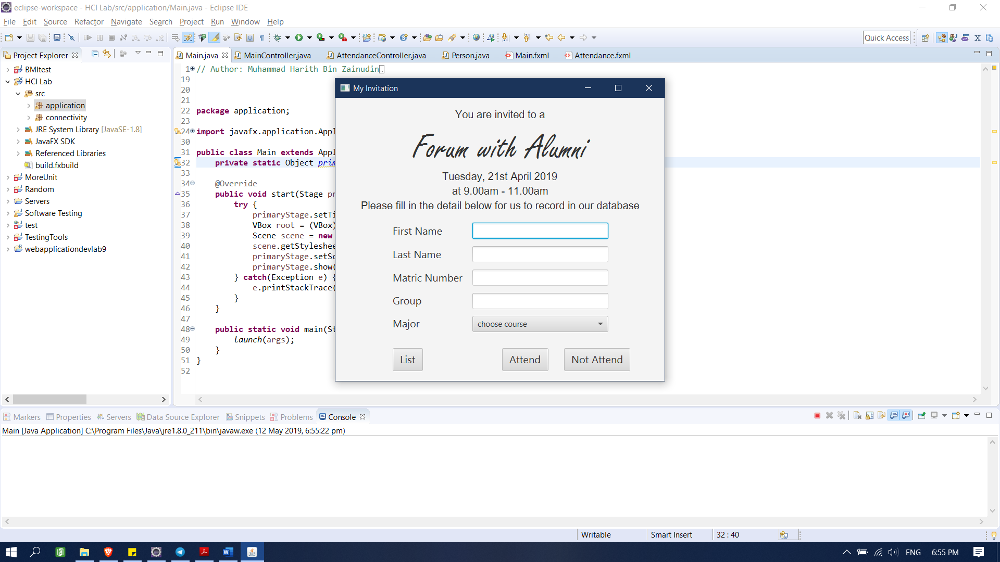 eclipse-workspace - HCI Lab/src/application/Main.java - Eclipse IDE
File Edit Source Refactor Navigate Search Project Run Window Help
Quick Access
Project Explorer
BMItest
HCI Lab
src
application
connectivity
JRE System Library [JavaSE-1.8]
JavaFX SDK
Referenced Libraries
build.fxbuild
MoreUnit
Random
Servers
Software Testing
test
TestingTools
webapplicationdevlab9
Main.java MainController.java AttendanceController.java Person.java Main.fxml Attendance.fxml
1 // Author: Muhammad Harith Bin Zainudin
19
20
21
22 package application;
23
24 import javafx.application.Appl
30
31 public class Main extends Appl
32 private static Object prim
33
34 @Override
35 public void start(Stage pr
36 try {
37 primaryStage.setTi
38 VBox root = (VBox)
39 Scene scene = new
40 scene.getStyleshee
41 primaryStage.setSc
42 primaryStage.show(
43 } catch(Exception e) {
44 e.printStackTrace(
45 }
46 }
47
48 public static void main(St
49 launch(args);
50 }
51 }
52
My Invitation
You are invited to a
Forum with Alumni
Tuesday, 21st April 2019
at 9.00am - 11.00am
Please fill in the detail below for us to record in our database
First Name
Last Name
Matric Number
Group
Major choose course
List Attend Not Attend
Markers Properties Servers Data Source Explorer Snippets Problems Console
Main [Java Application] C:\Program Files\Java\jre1.8.0_211\bin\javaw.exe (12 May 2019, 6:55:22 pm)
Writable Smart Insert 32 : 40
ENG 6:55 PM